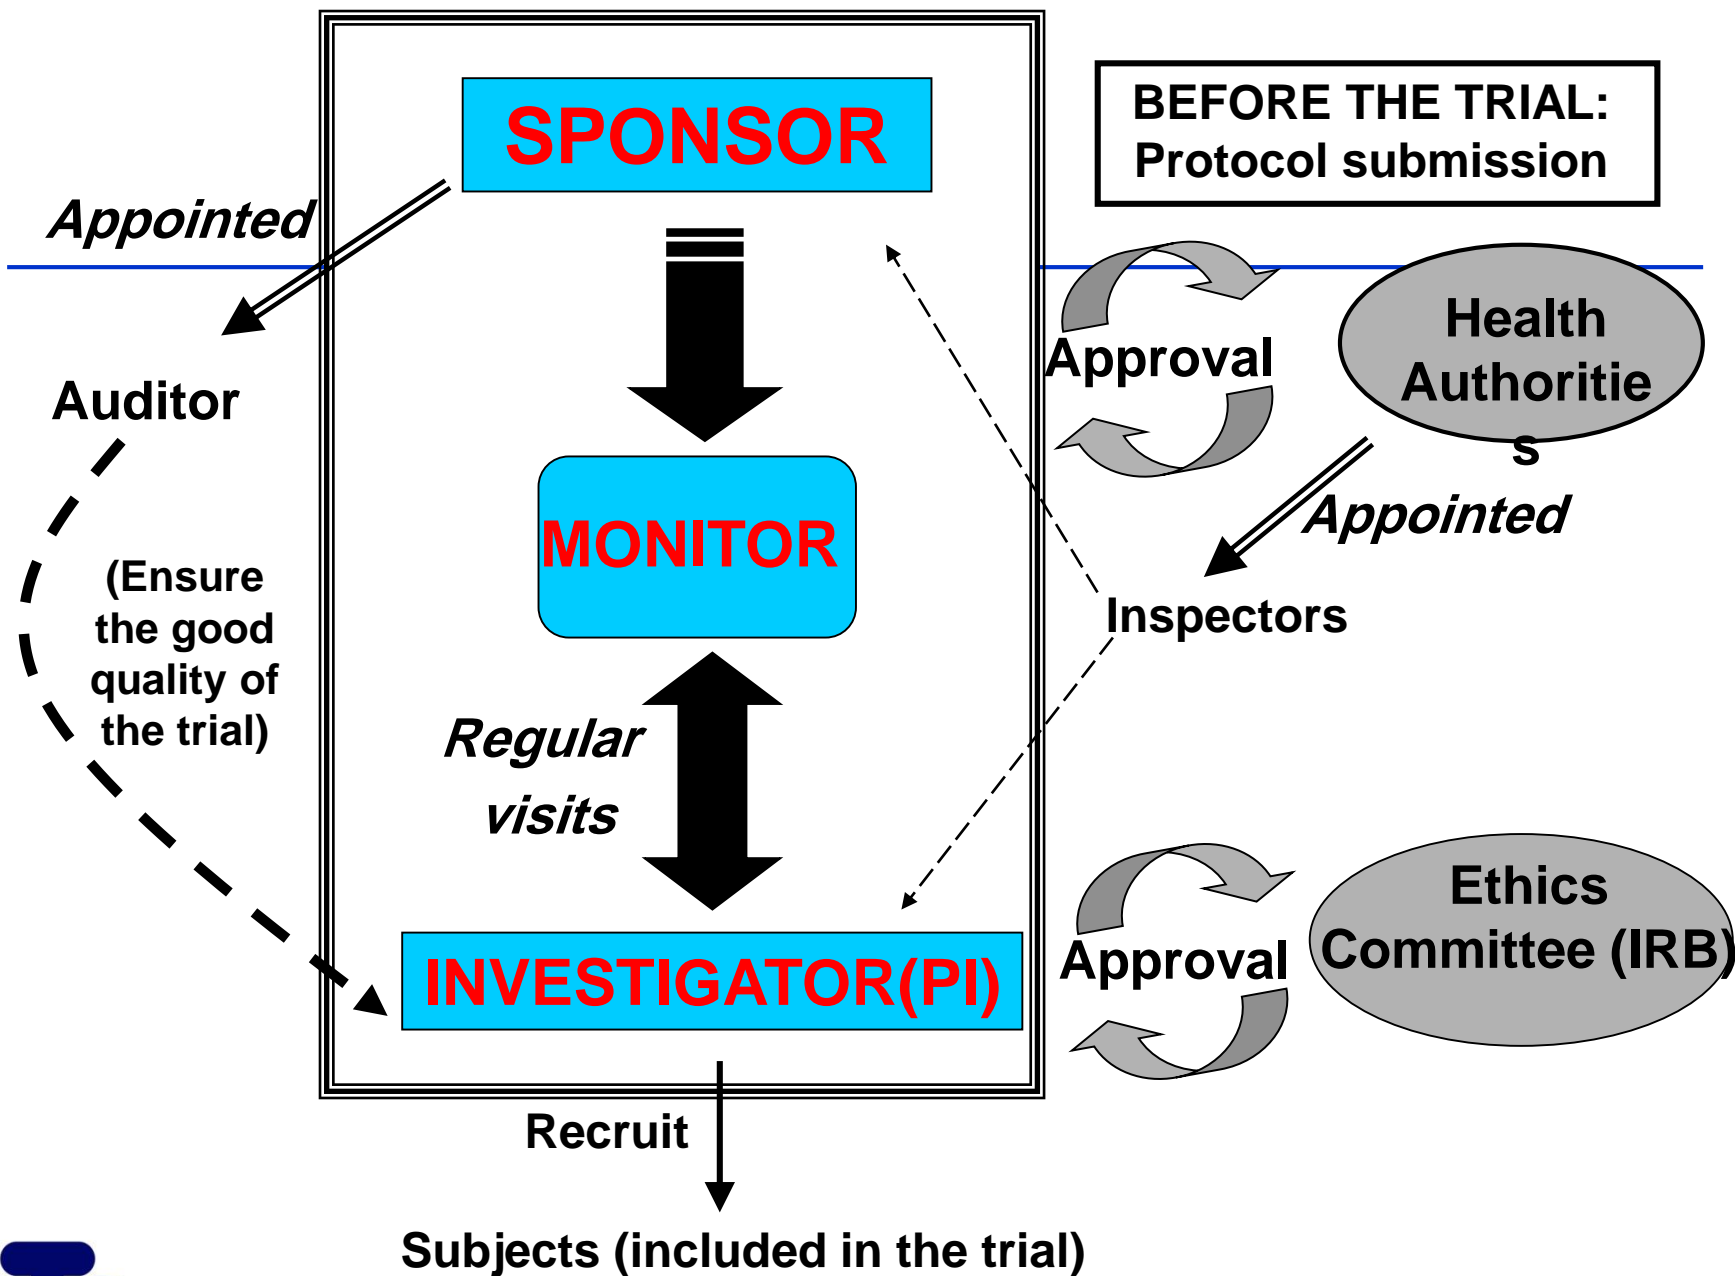 SPONSOR
BEFORE THE TRIAL:
Protocol submission
Appointed
Health
Authoritie
s
Approval
Auditor
Appointed
MONITOR
(Ensure
the good
quality of
the trial)
Inspectors
Regular
visits
Ethics
Committee (IRB)
Approval
INVESTIGATOR(PI)
Recruit
Subjects (included in the trial)